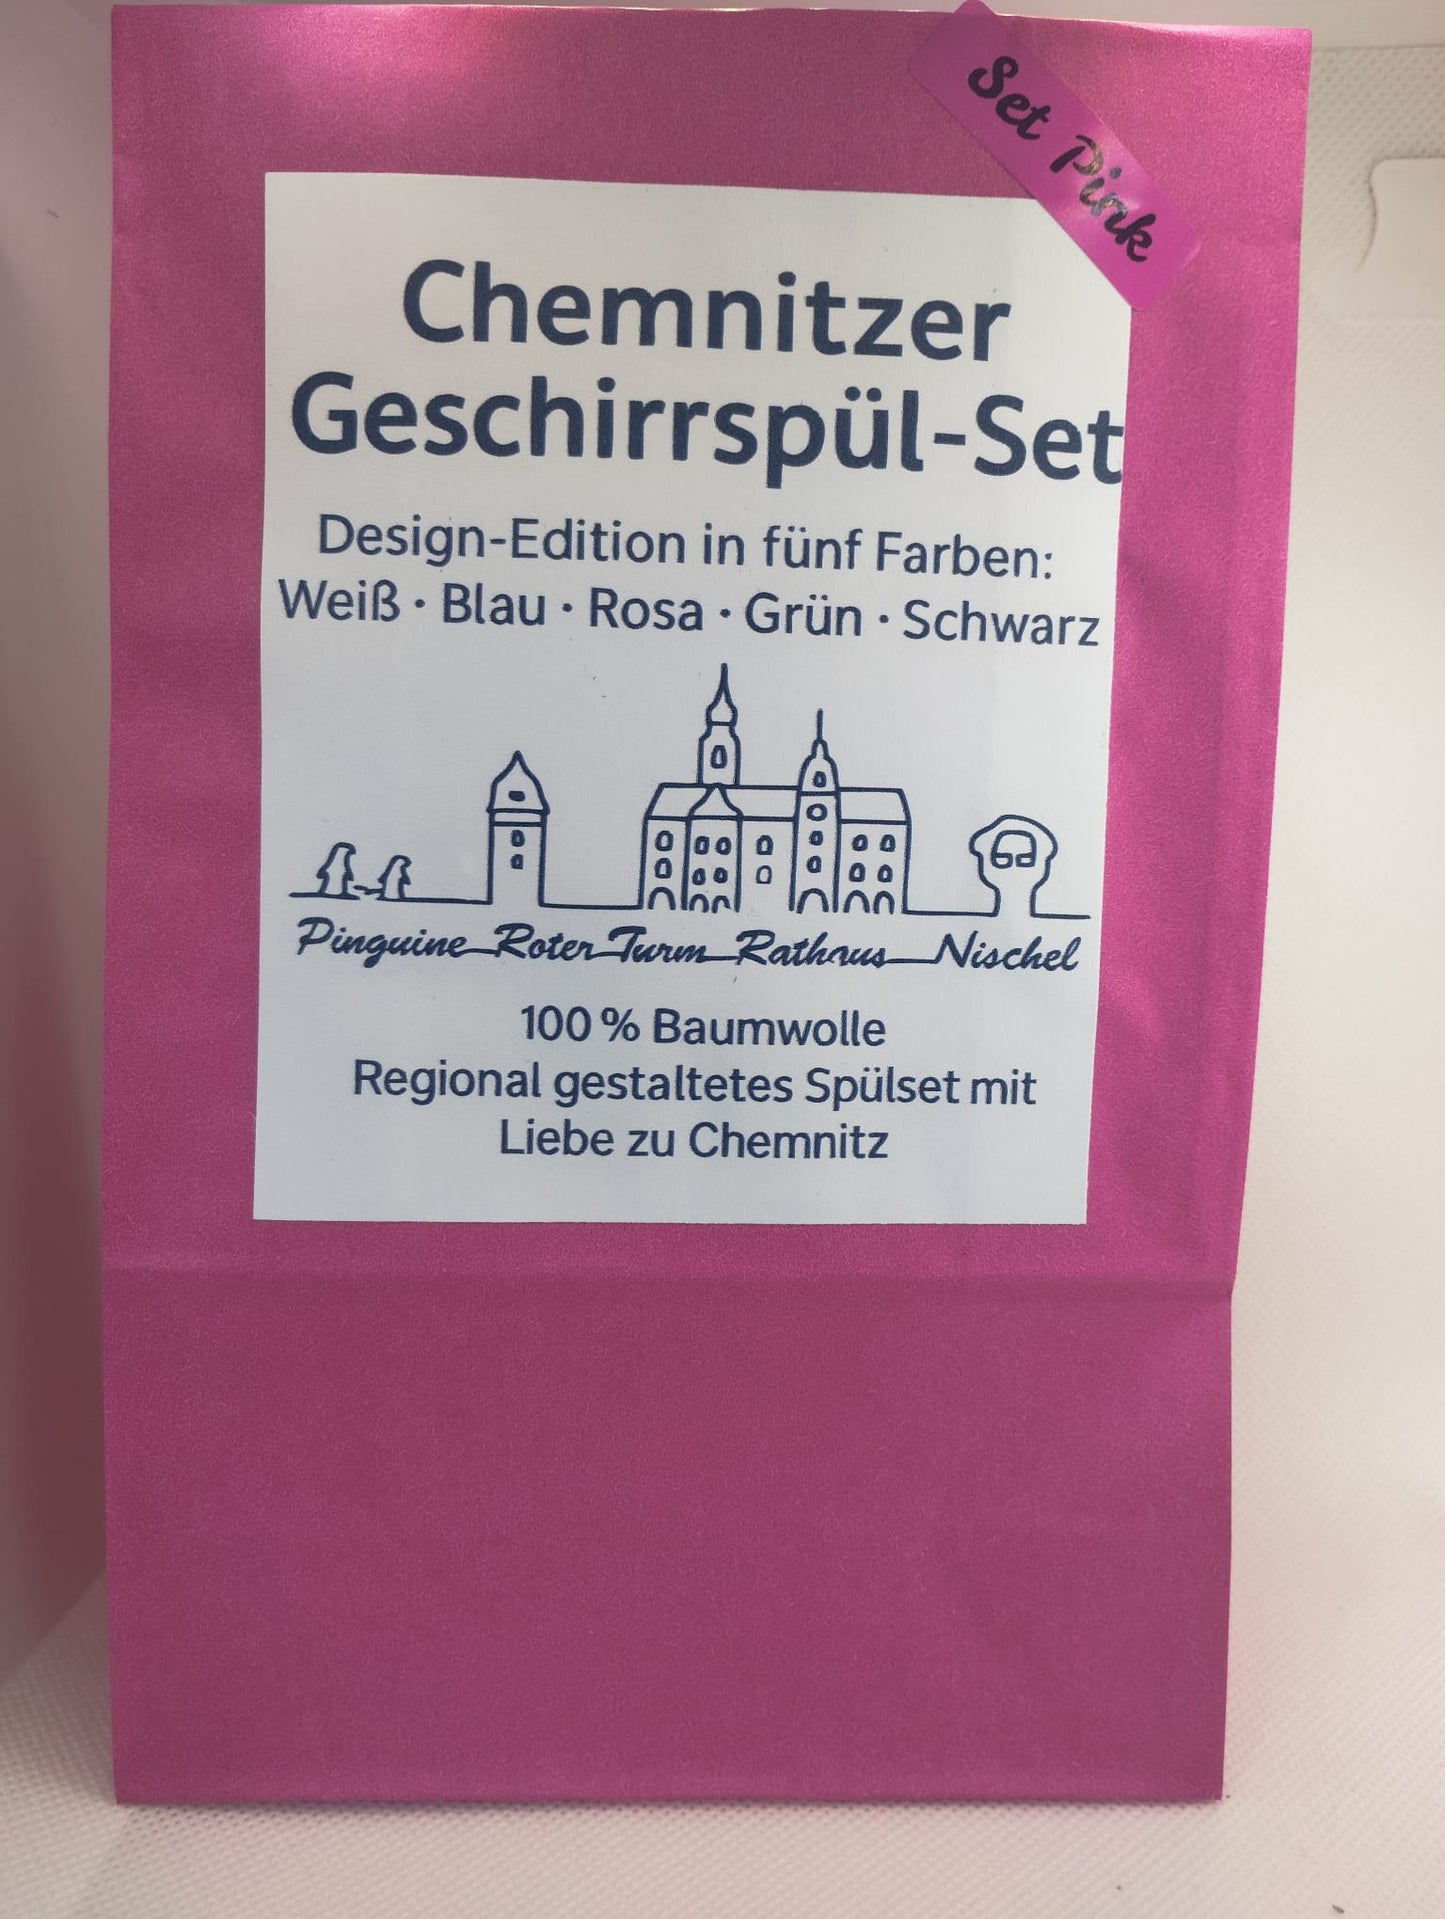 Set Pink
Chemnitzer
Geschirrspül-Set
Design-Edition in fünf Farben:
Weiß · Blau · Rosa · Grün · Schwarz
Pinguine Roter Turm Rathaus Nischel
100 % Baumwolle
Regional gestaltetes Spülset mit
Liebe zu Chemnitz